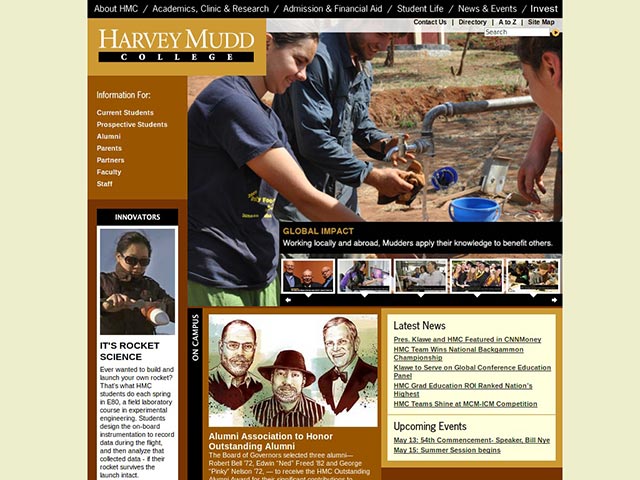 About HMC / Academics, Clinic & Research / Admission & Financial Aid / Student Life / News & Events / Invest
Contact Us | Directory | A to Z | Site Map
Search
HARVEY MUDD
COLLEGE
Information For:
Current Students
Prospective Students
Alumni
Parents
Partners
Faculty
Staff
GLOBAL IMPACT
Working locally and abroad, Mudders apply their knowledge to benefit others.
INNOVATORS
IT'S ROCKET
SCIENCE
Ever wanted to build and
launch your own rocket?
That's what HMC
students do each spring
in E80, a field laboratory
course in experimental
engineering. Students
design the on-board
instrumentation to record
data during the flight,
and then analyze that
collected data - if their
rocket survives the
launch intact.
ON CAMPUS
Alumni Association to Honor
Outstanding Alumni
The Board of Governors selected three alumni—
Robert Bell '72, Edwin “Ned” Freed '82 and George
“Pinky” Nelson '72, — to receive the HMC Outstanding
Alumni Award for their significant contributions to
Latest News
Pres. Klawe and HMC Featured in CNNMoney
HMC Team Wins National Backgammon
Championship
Klawe to Serve on Global Conference Education
Panel
HMC Grad Education ROI Ranked Nation's
Highest
HMC Teams Shine at MCM-ICM Competition
Upcoming Events
May 13: 54th Commencement- Speaker, Bill Nye
May 15: Summer Session begins